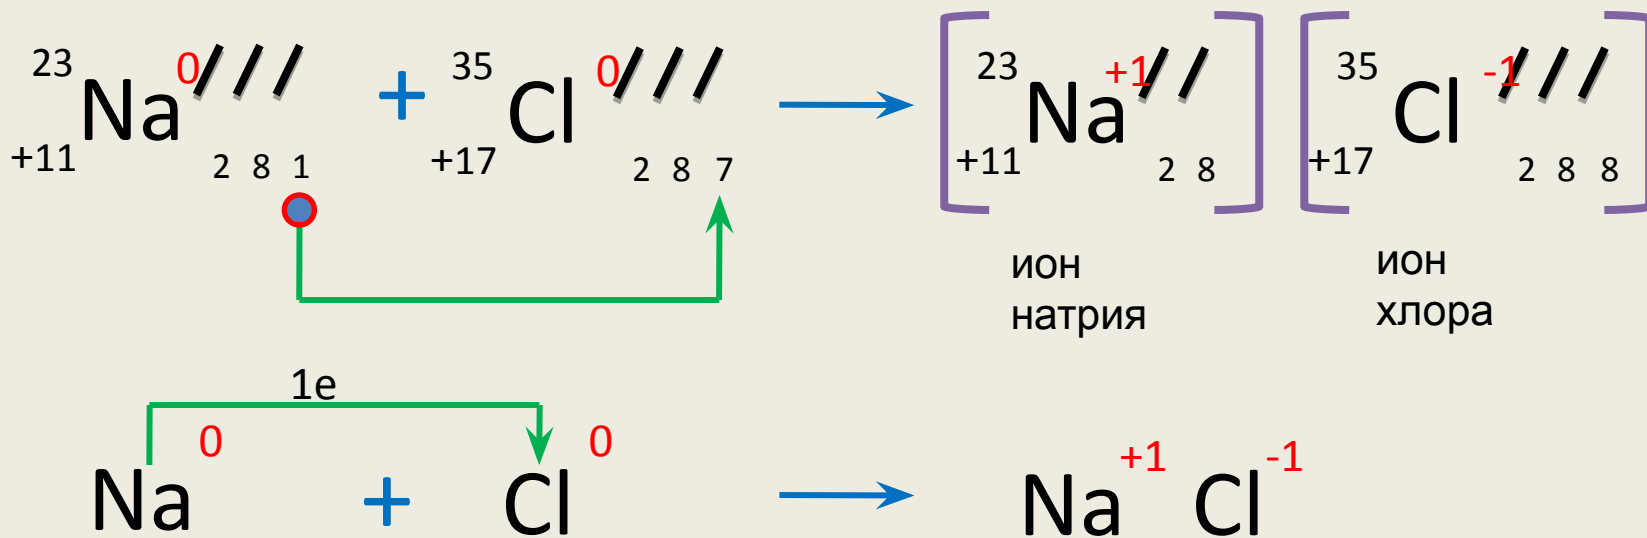 23 Na 0 + 35 Cl 0 → [ 23 Na +1 ] [ 35 Cl -1 ]
+11 2 8 1 +17 2 8 7 +11 2 8 +17 2 8 8
ион ион
натрия хлора
1e
Na 0 + Cl 0 → Na +1 Cl -1